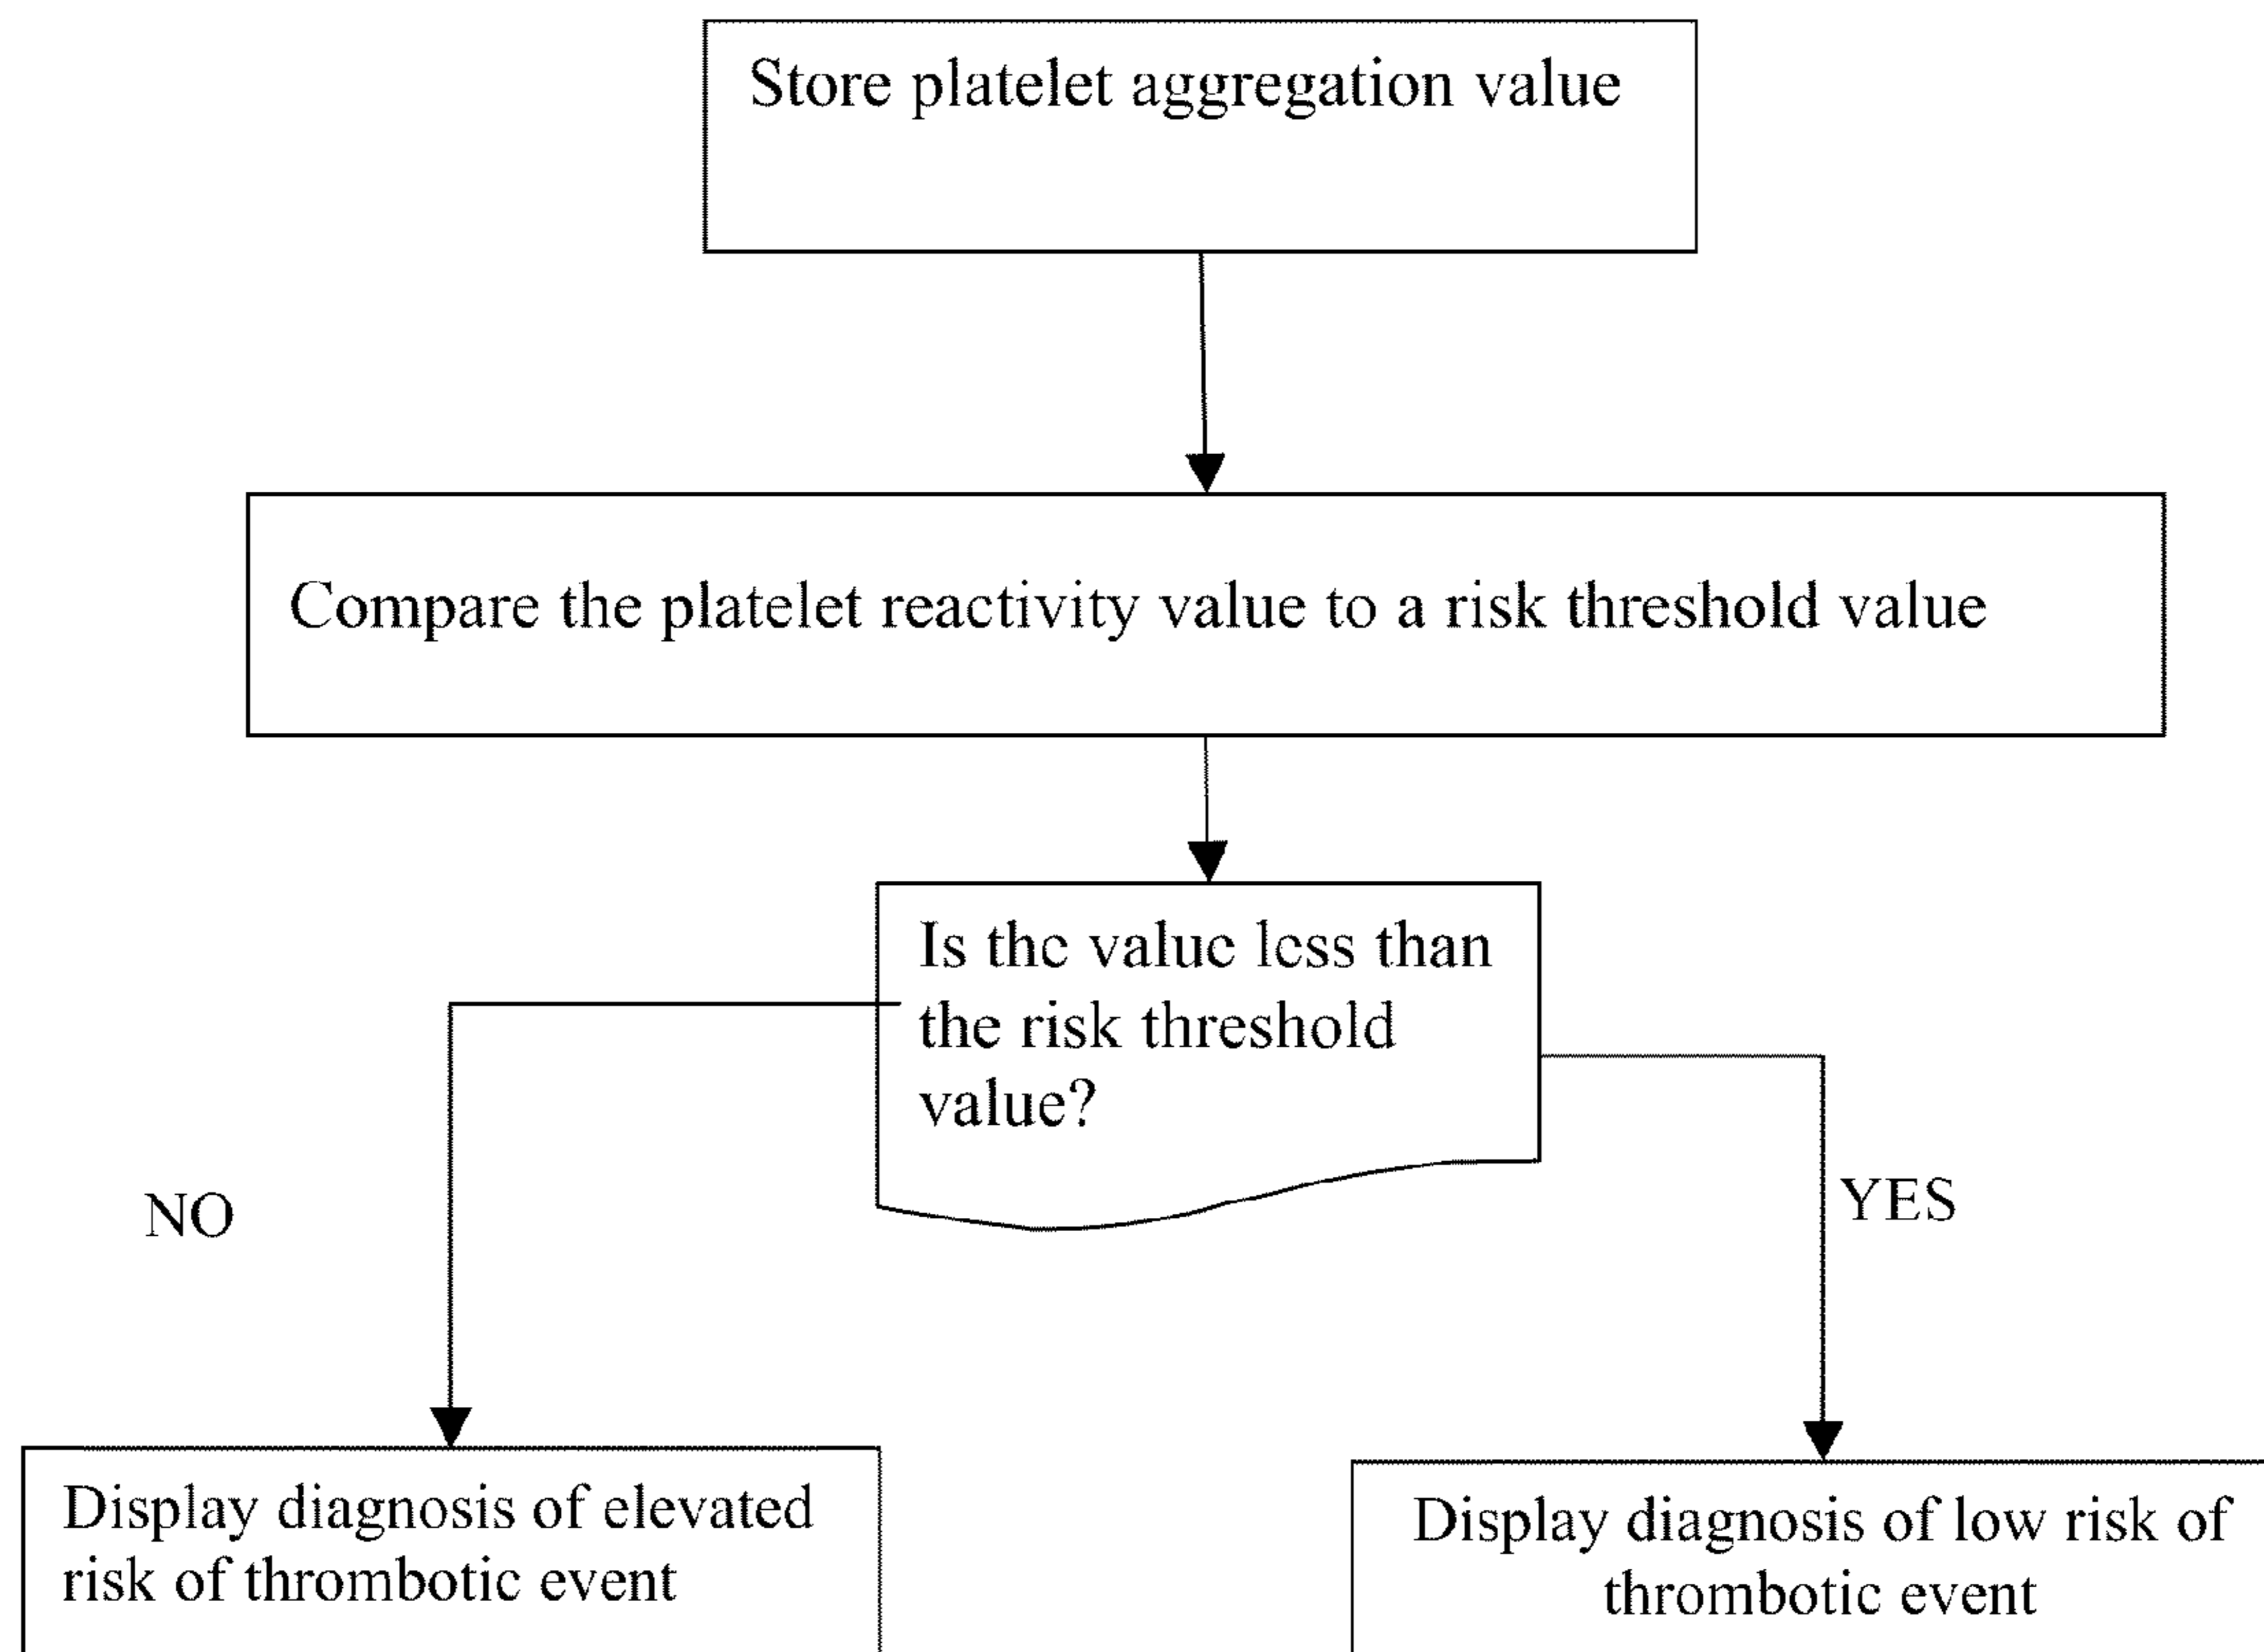 Store platelet aggregation value
Compare the platelet reactivity value to a risk threshold value
Is the value less than
the risk threshold
value?
NO
YES
Display diagnosis of elevated
risk of thrombotic event
Display diagnosis of low risk of
thrombotic event